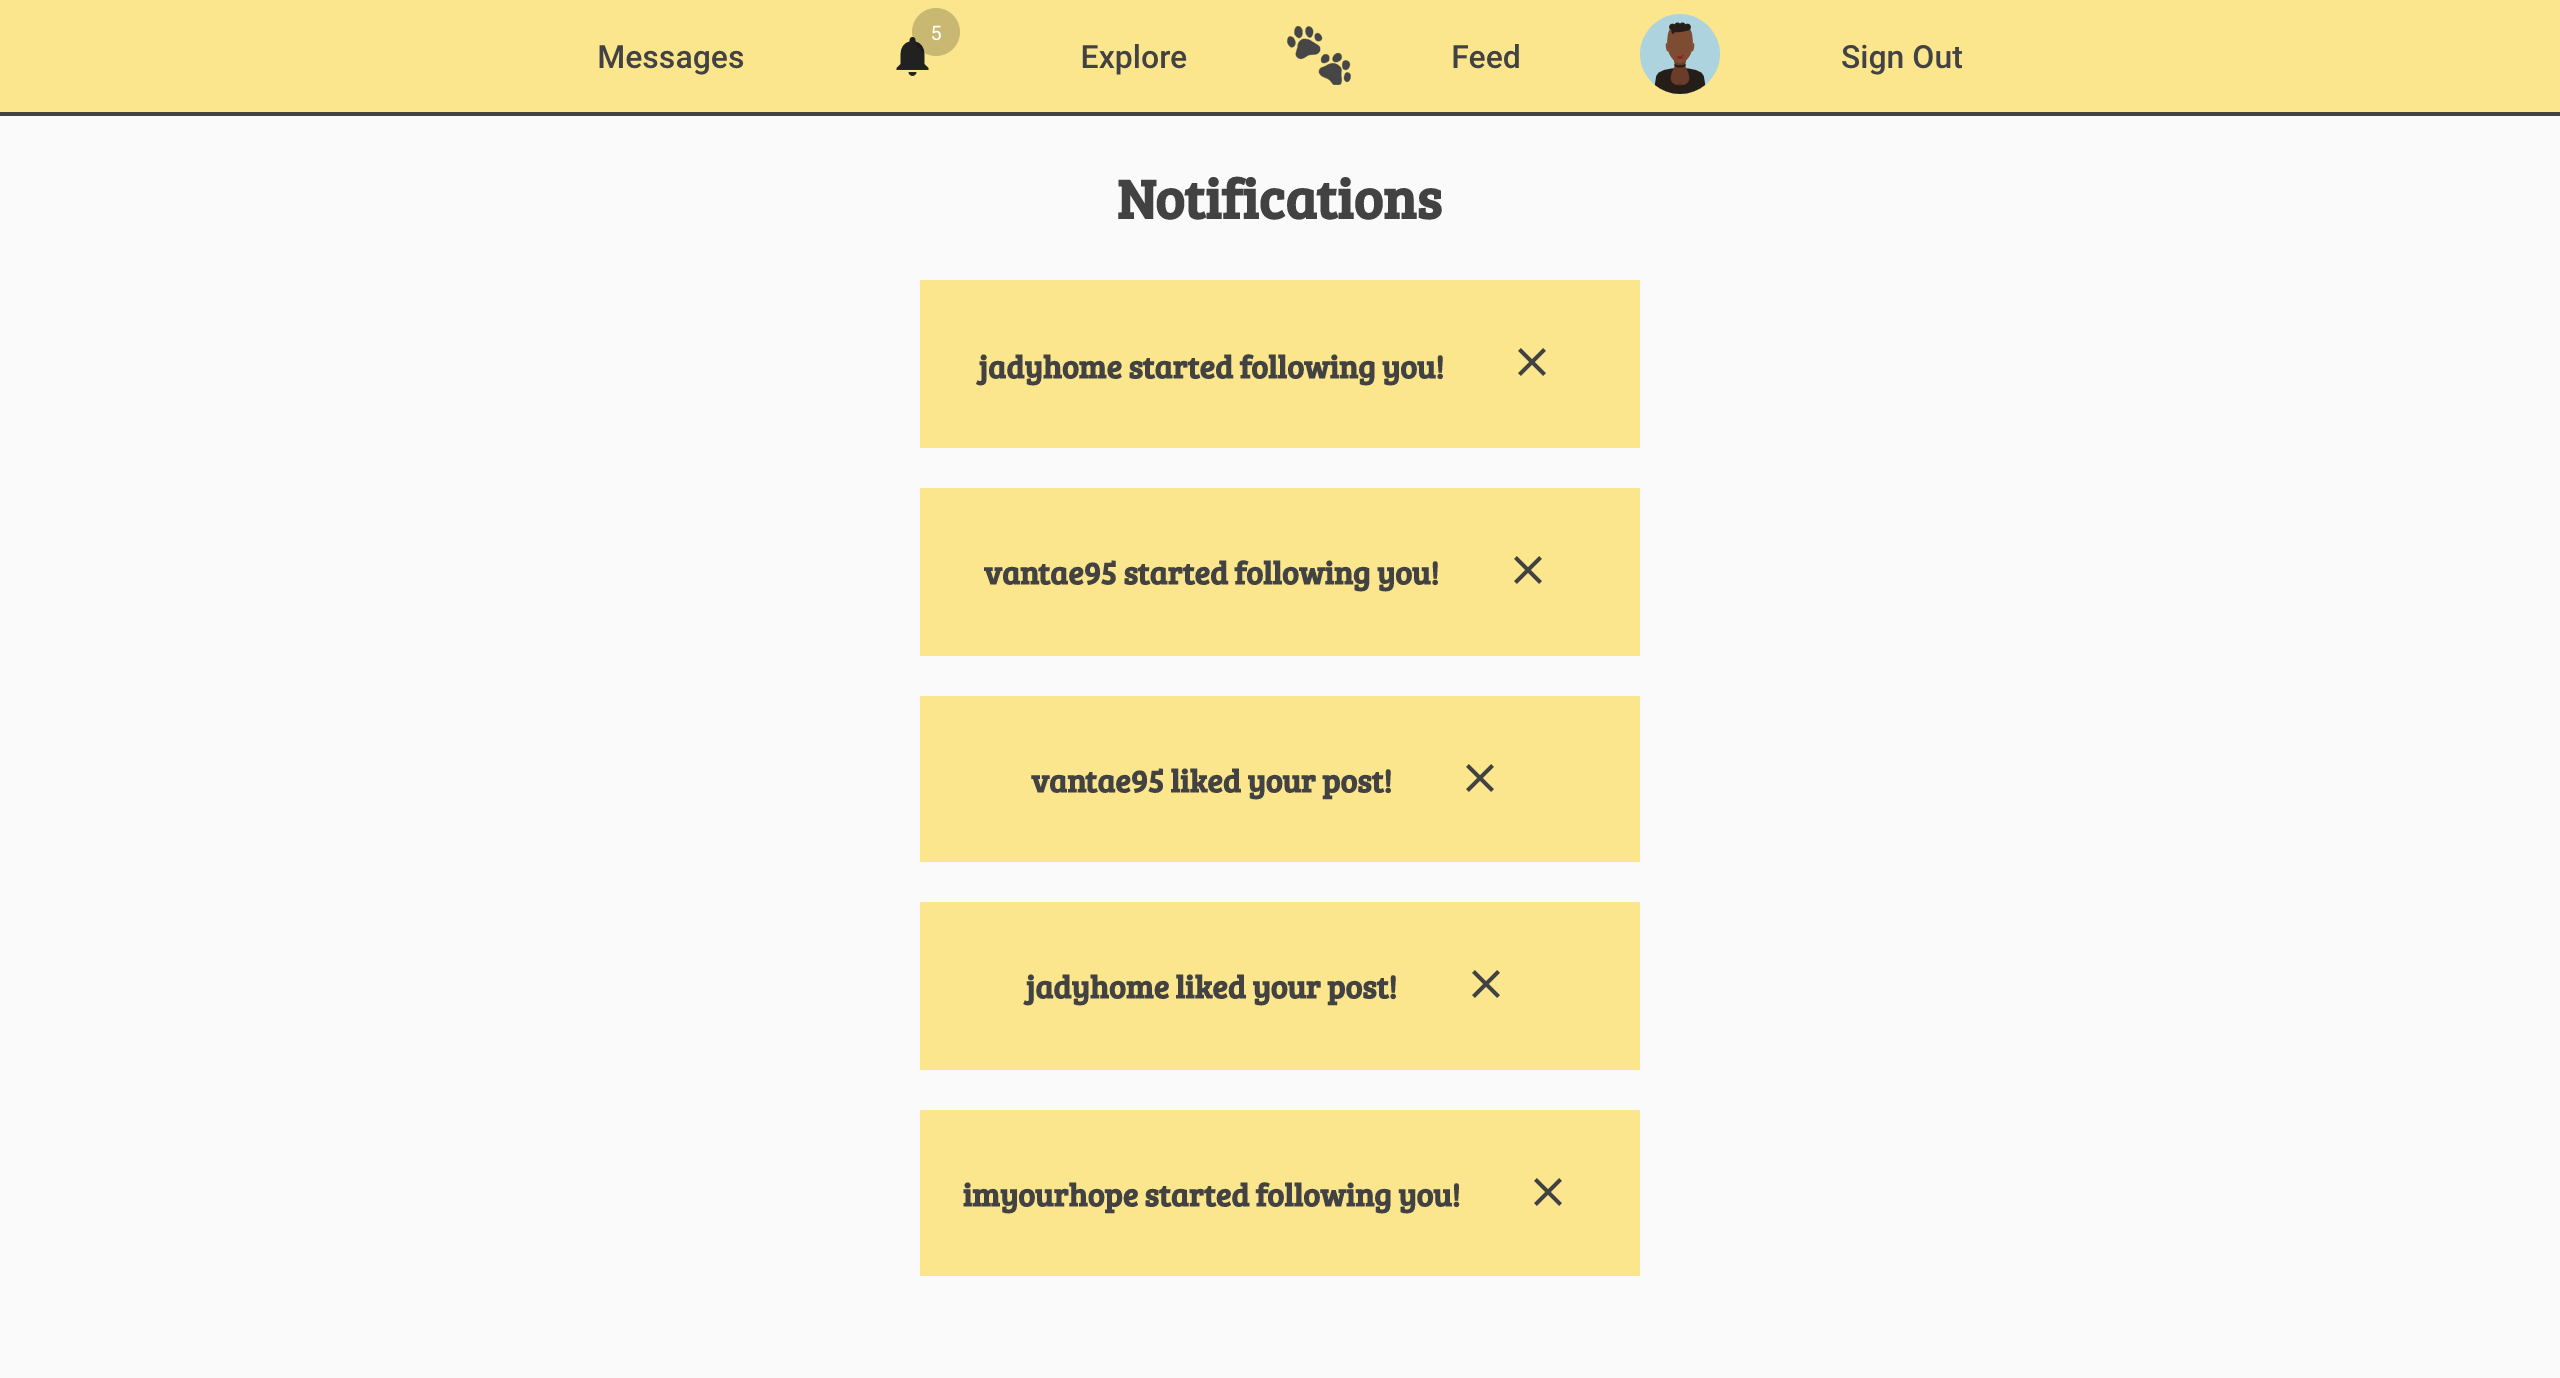 Messages 5 Explore Feed Sign Out
Notifications
jadyhome started following you!
vantae95 started following you!
vantae95 liked your post!
jadyhome liked your post!
imyourhope started following you!